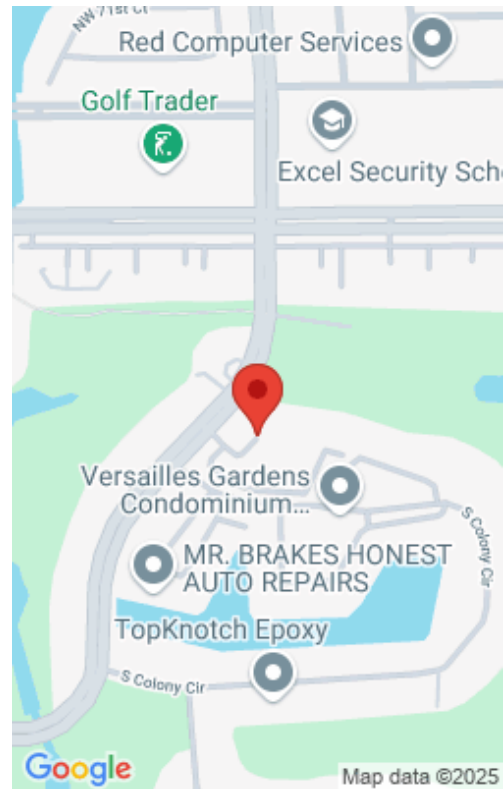 NW 71st Ct
Red Computer Services
Golf Trader
Excel Security Sch
Versailles Gardens
Condominium...
S Colony Cir
MR. BRAKES HONEST
AUTO REPAIRS
TopKnotch Epoxy
S Colony Cir
Google
Map data ©2025